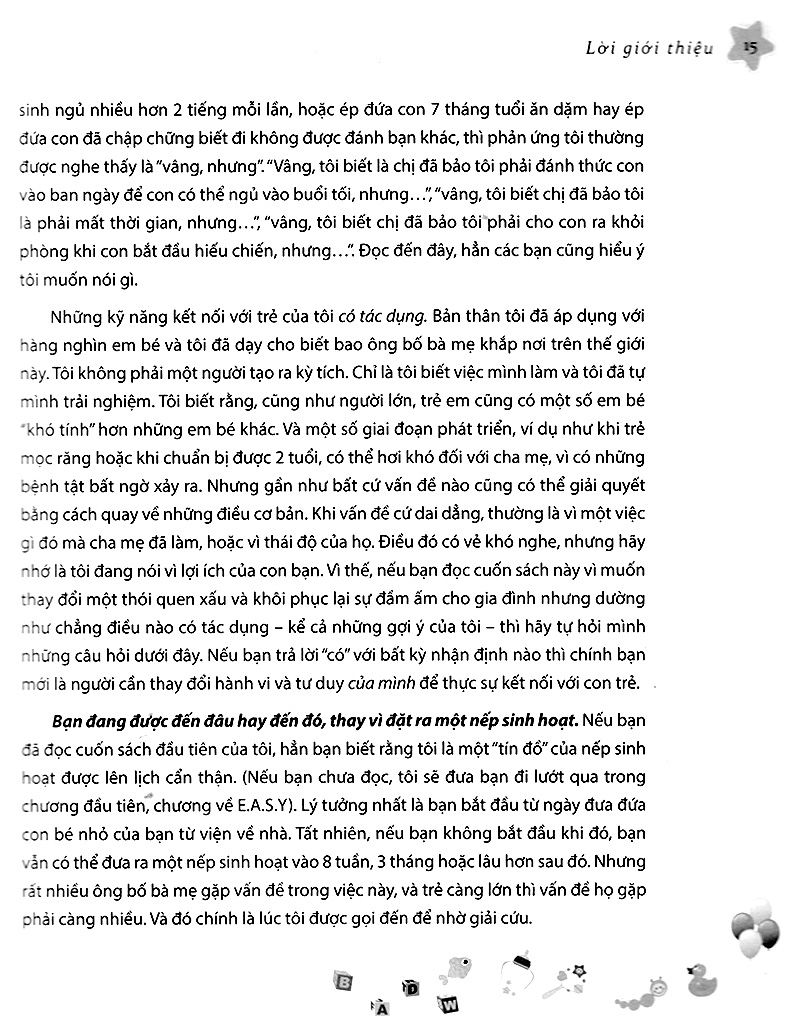 Lời giới thiệu 15
sinh ngủ nhiều hơn 2 tiếng mỗi lần, hoặc ép đứa con 7 tháng tuổi ăn dặm hay ép
đứa con đã chập chững biết đi không được đánh bạn khác, thì phản ứng tôi thường
được nghe thấy là “vâng, nhưng”. “Vâng, tôi biết là chị đã bảo tôi phải đánh thức con
vào ban ngày để con có thể ngủ vào buổi tối, nhưng…”, “vâng, tôi biết chị đã bảo tôi
là phải mất thời gian, nhưng…”, “vâng, tôi biết chị đã bảo tôi phải cho con ra khỏi
phòng khi con bắt đầu hiếu chiến, nhưng…”. Đọc đến đây, hẳn các bạn cũng hiểu ý
tôi muốn nói gì.
Những kỹ năng kết nối với trẻ của tôi có tác dụng. Bản thân tôi đã áp dụng với
hàng nghìn em bé và tôi đã dạy cho biết bao ông bố bà mẹ khắp nơi trên thế giới
này. Tôi không phải một người tạo ra kỳ tích. Chỉ là tôi biết việc mình làm và tôi đã tự
mình trải nghiệm. Tôi biết rằng, cũng như người lớn, trẻ em cũng có một số em bé
“khó tính” hơn những em bé khác. Và một số giai đoạn phát triển, ví dụ như khi trẻ
mọc răng hoặc khi chuẩn bị được 2 tuổi, có thể hơi khó đối với cha mẹ, vì có những
bệnh tật bất ngờ xảy ra. Nhưng gần như bất cứ vấn đề nào cũng có thể giải quyết
bằng cách quay về những điều cơ bản. Khi vấn đề cứ dai dẳng, thường là vì một việc
gì đó mà cha mẹ đã làm, hoặc vì thái độ của họ. Điều đó có vẻ khó nghe, nhưng hãy
nhớ là tôi đang nói vì lợi ích của con bạn. Vì thế, nếu bạn đọc cuốn sách này vì muốn
thay đổi một thói quen xấu và khôi phục lại sự đầm ấm cho gia đình nhưng dường
như chẳng điều nào có tác dụng – kể cả những gợi ý của tôi – thì hãy tự hỏi mình
những câu hỏi dưới đây. Nếu bạn trả lời “có” với bất kỳ nhận định nào thì chính bạn
mới là người cần thay đổi hành vi và tư duy của mình để thực sự kết nối với con trẻ.
Bạn đang được đến đâu hay đến đó, thay vì đặt ra một nếp sinh hoạt. Nếu bạn
đã đọc cuốn sách đầu tiên của tôi, hẳn bạn biết rằng tôi là một “tín đồ” của nếp sinh
hoạt được lên lịch cẩn thận. (Nếu bạn chưa đọc, tôi sẽ đưa bạn đi lướt qua trong
chương đầu tiên, chương về E.A.S.Y). Lý tưởng nhất là bạn bắt đầu từ ngày đưa đứa
con bé nhỏ của bạn từ viện về nhà. Tất nhiên, nếu bạn không bắt đầu khi đó, bạn
vẫn có thể đưa ra một nếp sinh hoạt vào 8 tuần, 3 tháng hoặc lâu hơn sau đó. Nhưng
rất nhiều ông bố bà mẹ gặp vấn đề trong việc này, và trẻ càng lớn thì vấn đề họ gặp
phải càng nhiều. Và đó chính là lúc tôi được gọi đến để nhờ giải cứu.
B A D W